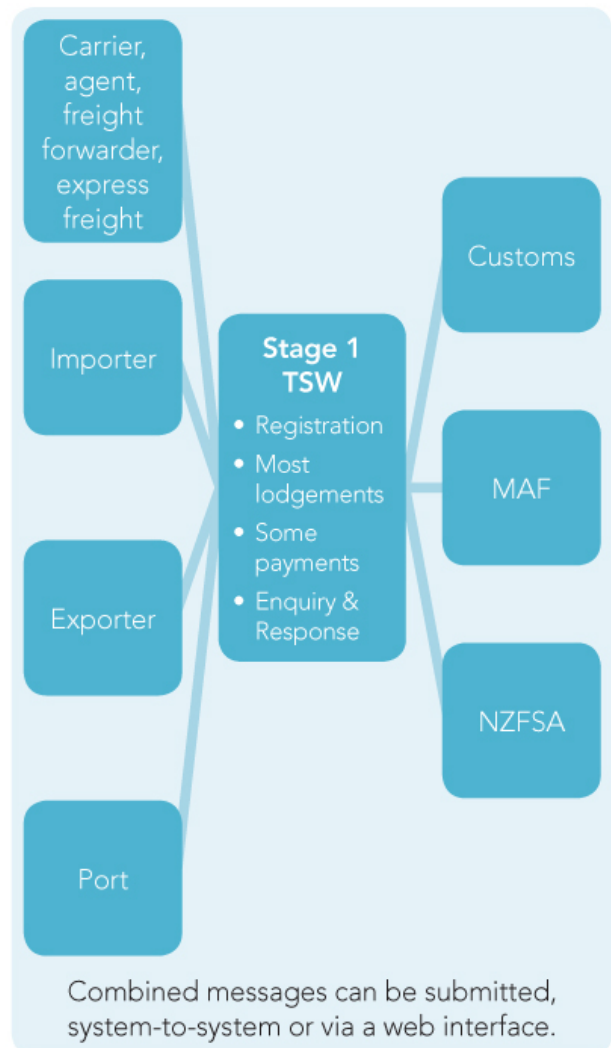 Carrier,
agent,
freight
forwarder,
express
freight
Importer
Exporter
Port
Stage 1
TSW
• Registration
• Most
lodgements
• Some
payments
• Enquiry &
Response
Customs
MAF
NZFSA
Combined messages can be submitted,
system-to-system or via a web interface.